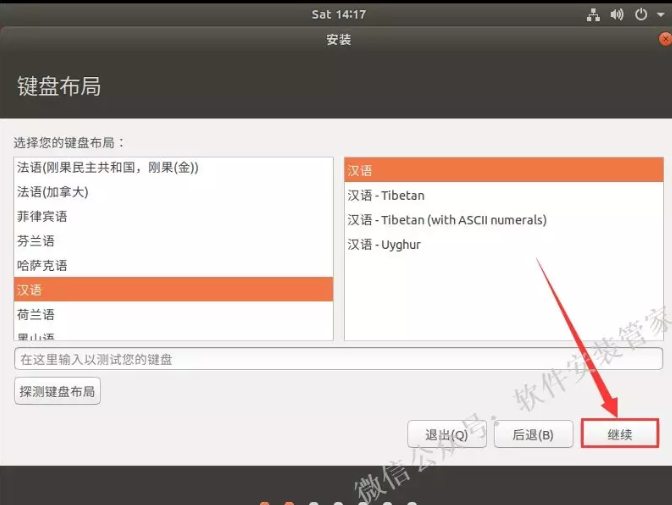 Sat 14:17
安装
键盘布局
选择您的键盘布局：
法语(刚果民主共和国，刚果(金))
法语(加拿大)
菲律宾语
芬兰语
哈萨克语
汉语
荷兰语
黑山语
汉语
汉语 - Tibetan
汉语 - Tibetan (with ASCII numerals)
汉语 - Uyghur
在这里输入以测试您的键盘
探测键盘布局
退出(Q)
后退(B)
继续
微信公众号：软件安装管家